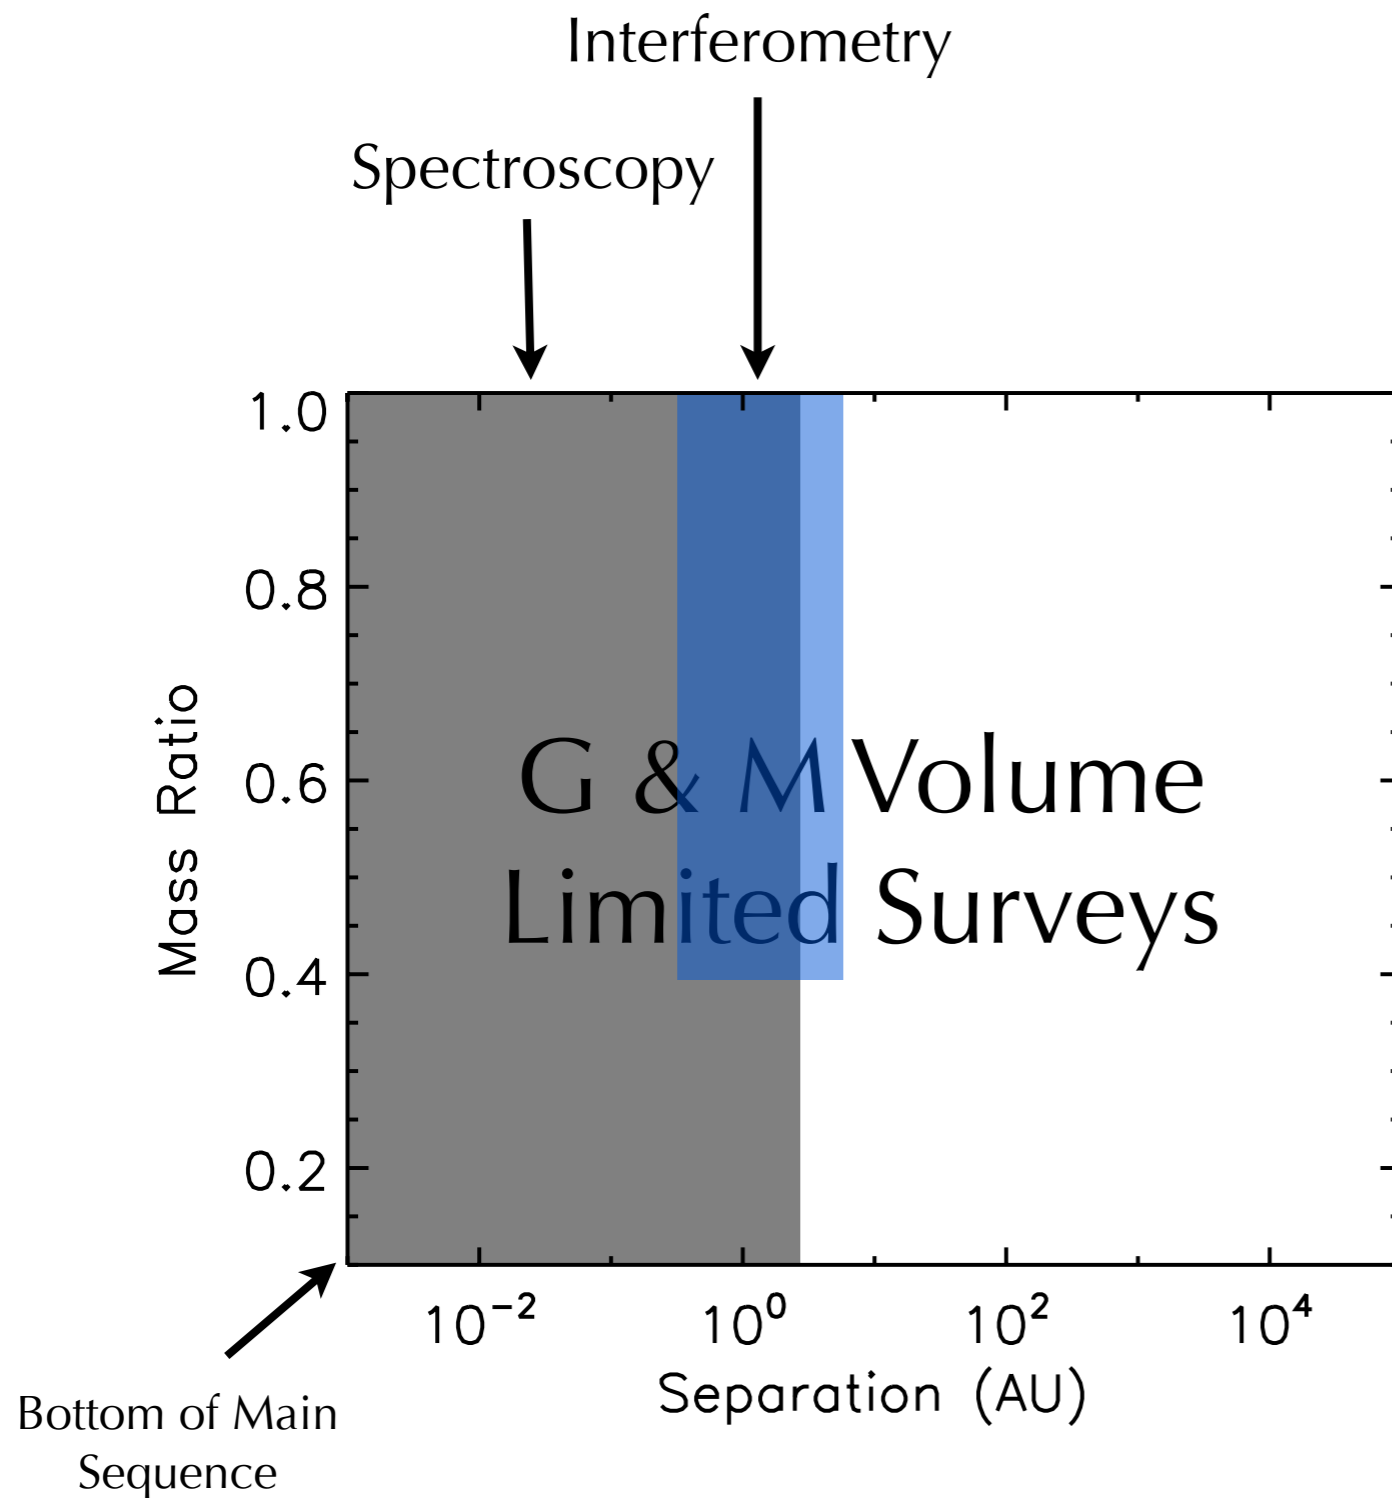 Interferometry
Spectroscopy
1.0
0.8
0.6
0.4
0.2
Mass Ratio
G & M Volume
Limited Surveys
10⁻²
10⁰
10²
10⁴
Separation (AU)
Bottom of Main
Sequence